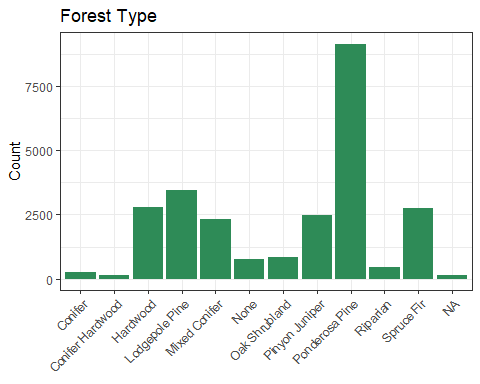 Forest Type
Count
7500
5000
2500
0
Conifer
Conifer Hardwood
Hardwood
Lodgepole Pine
Mixed Conifer
None
Oak Shrubland
Pinyon Juniper
Ponderosa Pine
Riparian
Spruce Fir
NA